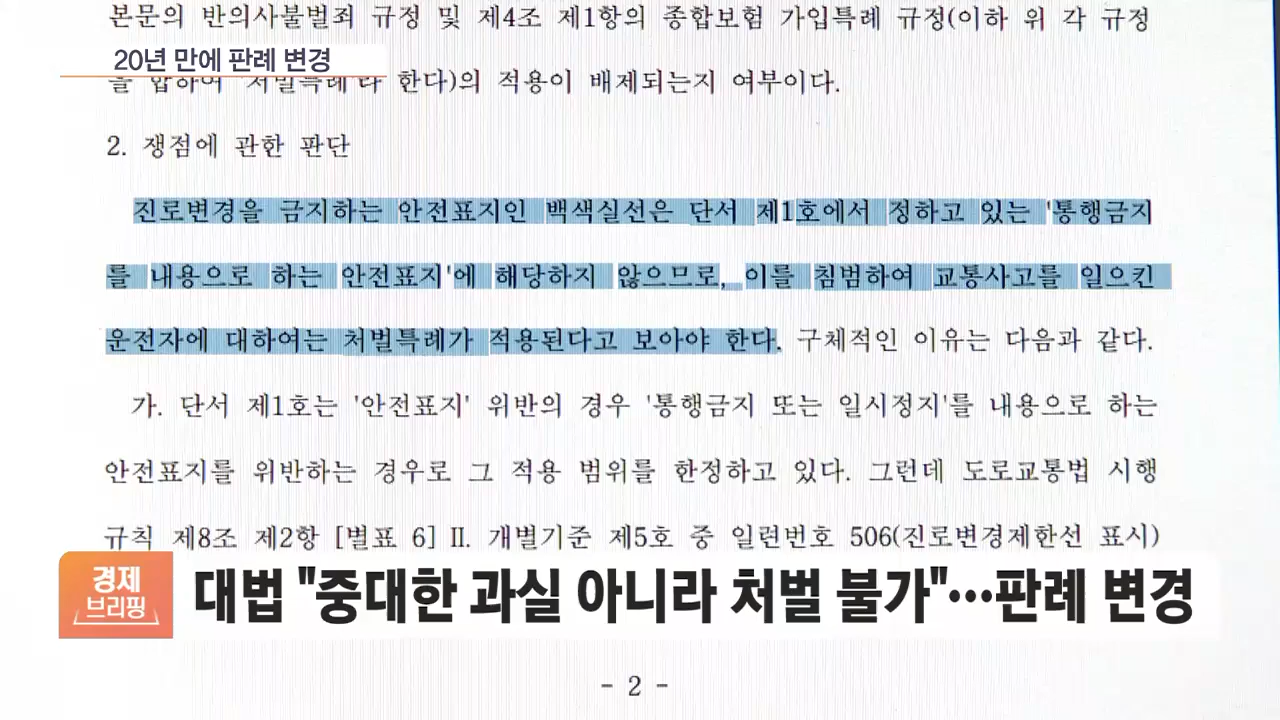 본문의 반의사불벌죄 규정 및 제4조 제1항의 종합보험 가입특례 규정(이하 위 각 규정
20년 만에 판례 변경
을 합하여 '처벌특례'라 한다)의 적용이 배제되는지 여부이다.
2. 쟁점에 관한 판단
진로변경을 금지하는 안전표지인 백색실선은 단서 제1호에서 정하고 있는 '통행금지
를 내용으로 하는 안전표지'에 해당하지 않으므로, 이를 침범하여 교통사고를 일으킨
운전자에 대하여는 처벌특례가 적용된다고 보아야 한다. 구체적인 이유는 다음과 같다.
가. 단서 제1호는 '안전표지' 위반의 경우 '통행금지 또는 일시정지'를 내용으로 하는
안전표지를 위반하는 경우로 그 적용 범위를 한정하고 있다. 그런데 도로교통법 시행
규칙 제8조 제2항 [별표 6] Ⅱ. 개별기준 제5호 중 일련번호 506(진로변경제한선 표시)
경제
브리핑
대법 "중대한 과실 아니라 처벌 불가"…판례 변경
- 2 -